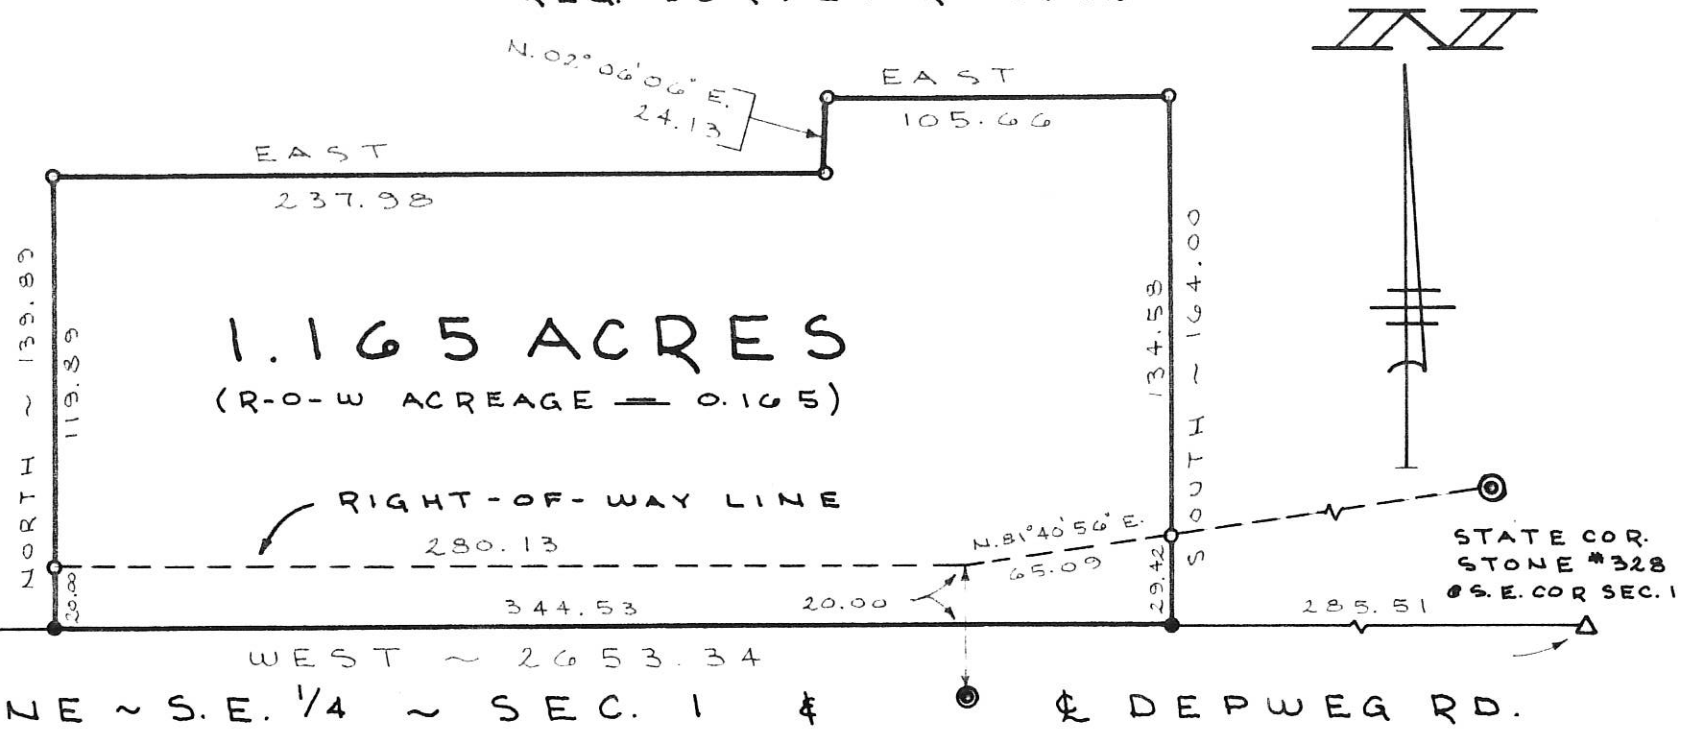 N
N. 02° 06' 06" E.
24.13
EAST
105.66
EAST
237.98
NORTH ~ 139.89
119.89
1.165 ACRES
(R-O-W ACREAGE = 0.165)
134.58
SOUTH ~ 164.00
RIGHT-OF-WAY LINE
280.13
N. 81° 40' 56" E.
65.09
STATE COR.
STONE #328
@ S. E. COR SEC. 1
20.00
344.53
20.00
29.42
285.51
WEST ~ 2653.34
NE ~ S.E. 1/4 ~ SEC. 1 & ℄ DEPWEG RD.